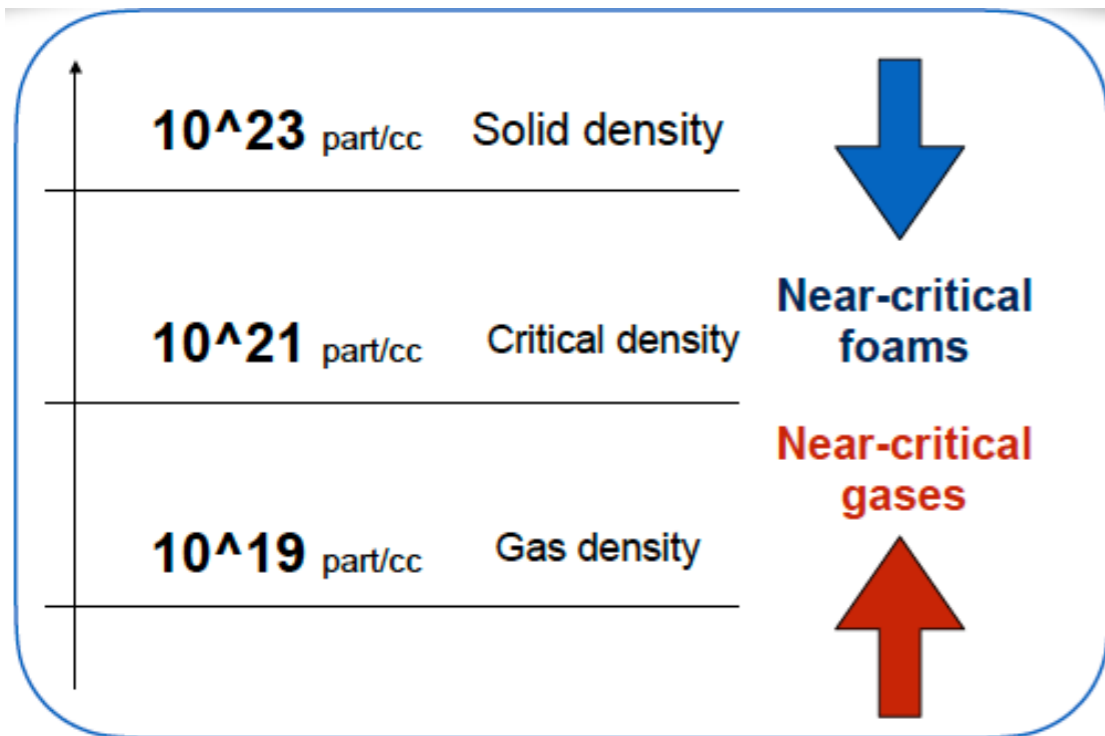 10^23 part/cc Solid density
Near-critical
foams
10^21 part/cc Critical density
Near-critical
gases
10^19 part/cc Gas density